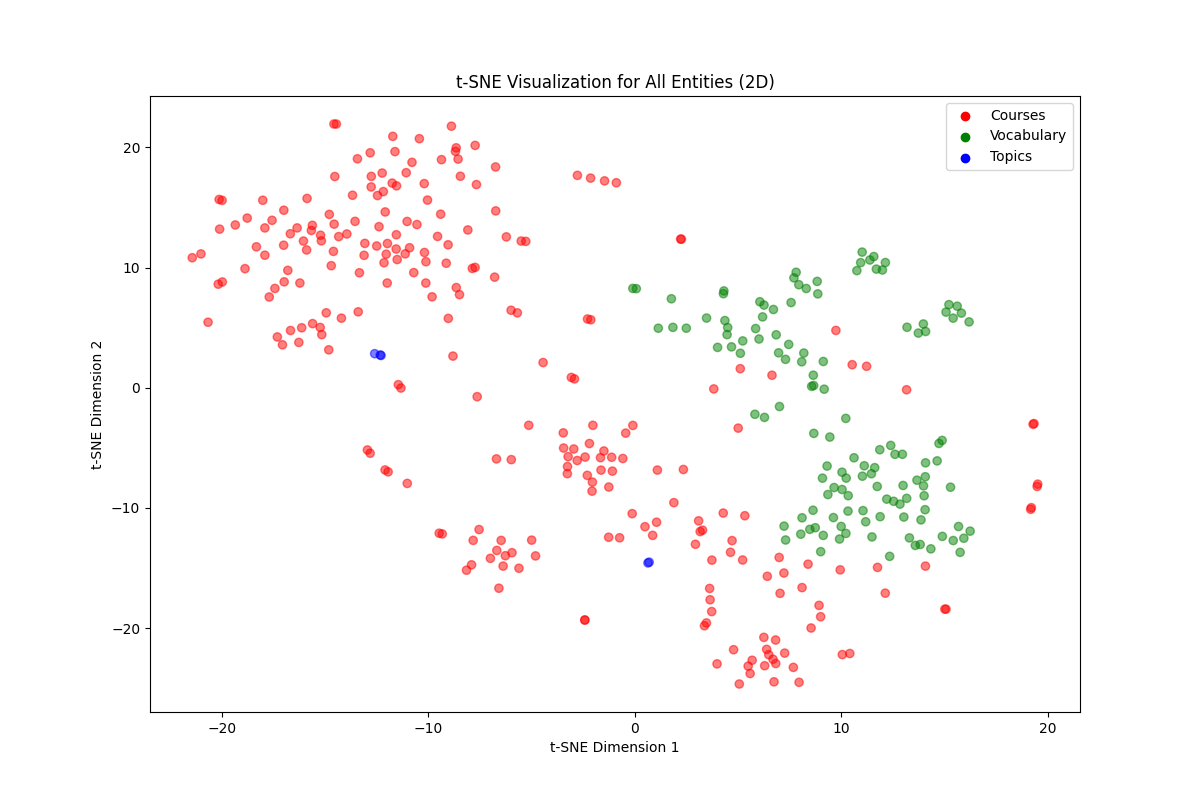 t-SNE Visualization for All Entities (2D)
Courses
Vocabulary
Topics
t-SNE Dimension 2
20
10
0
−10
−20
−20
−10
0
10
20
t-SNE Dimension 1